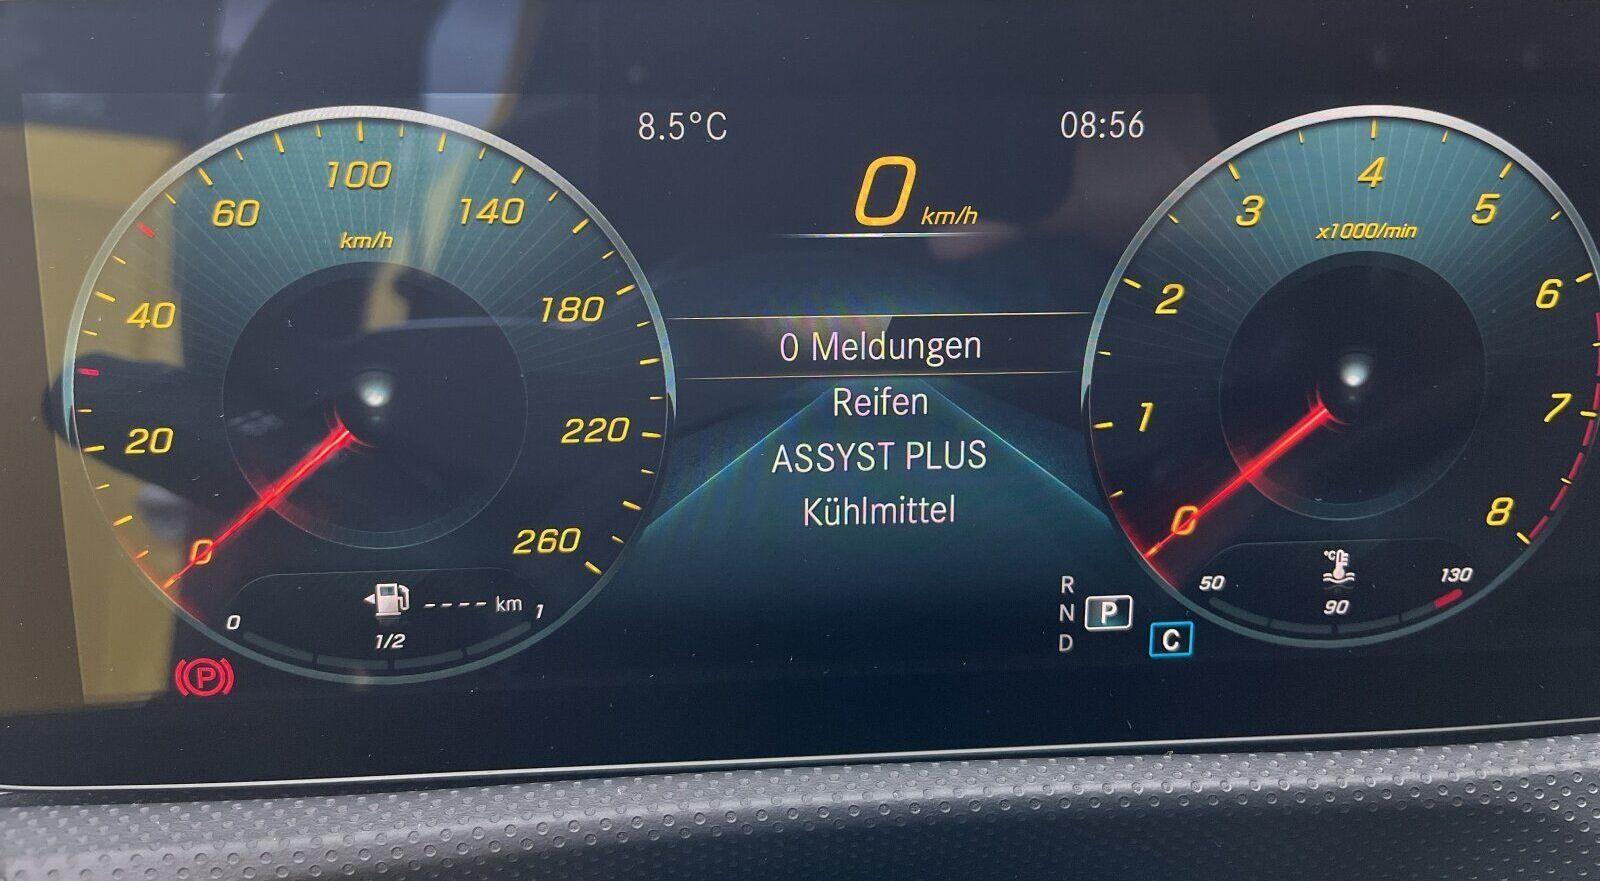 8.5°C
08:56
0 km/h
20
40
60
100
140
180
220
260
0
km/h
0 Meldungen
Reifen
ASSYST PLUS
Kühlmittel
0
1
2
3
4
5
6
7
8
x1000/min
0
1/2
---- km
1
R
N
D
P
C
50
°C
90
130
P